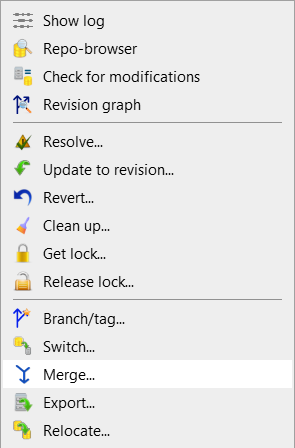 Show log
Repo-browser
Check for modifications
Revision graph
Resolve...
Update to revision...
Revert...
Clean up...
Get lock...
Release lock...
Branch/tag...
Switch...
Merge...
Export...
Relocate...